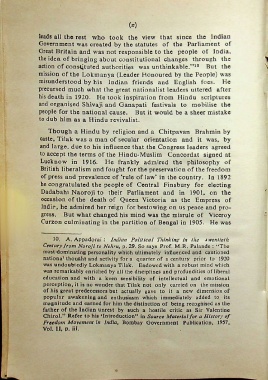 (c)
leads all the rest who took the view that since the Indian
Government was created by the statutes of the Parliament of
Great Britain and was not responsible to the people of India,
the idea of bringing about constitutional changes through the
action of constituted authorities was unthinkable."¹⁰ But the
mission of the Lokmanya (Leader Honoured by the People) was
misunderstood by his Indian friends and English foes. He
precursed much what the great nationalist leaders uttered after
his death in 1920. He took inspiration from Hindu scriptures
and organised Shivaji and Ganapati festivals to mobilise the
people for the national cause. But it would be a sheer mistake
to dub him as a Hindu revivalist.
Though a Hindu by religion and a Chitpavan Brahmin by
caste, Tilak was a man of secular orientation and it was, by
and large, due to his influence that the Congress leaders agreed
to accept the terms of the Hindu-Muslim Concordat signed at
Lucknow in 1916. He frankly admired the philosophy of
British liberalism and fought for the preservation of the freedom
of press and prevalence of 'rule of law' in the country. In 1892
he congratulated the people of Central Finsbury for electing
Dadabhai Naoroji to their Parliament and in 1901, on the
occasion of the death of Queen Victoria as the Empress of
India, he admired her reign for bestowing on us peace and pro-
gress. But what changed his mind was the misrule of Viceroy
Curzon culminating in the partition of Bengal in 1905. He was
10. A. Appadorai : Indian Political Thinking in the twentieth
Century from Naoroji to Nehru, p. 29. So says Prof. M.R. Palande : "The
most dominating personality which ultimately influenced and cautioned
national thought and activity for a quarter of a century prior to 1920
was undoubtedly Lokmanya Tilak. Endowed with a robust mind which
was remarkably enriched by all the deepnises and profundities of liberal
education and with a keen sensibility of intellectual and emotional
perception, it is no wonder that Tilak not only carried on the mission
of his great predecessors but actually gave to it a new dimension of
popular awakening and enthusiasm which immediately added to its
magnitude and earned for him the distinction of being recognised as the
father of the Indian unrest by such a hostile critic as Sir Valentine
Chirol." Refer to his 'Introduction" in Source Material for a History of
Freedom Movement in India, Bombay Government Publication, 1957,
Vol. II, p. iii.